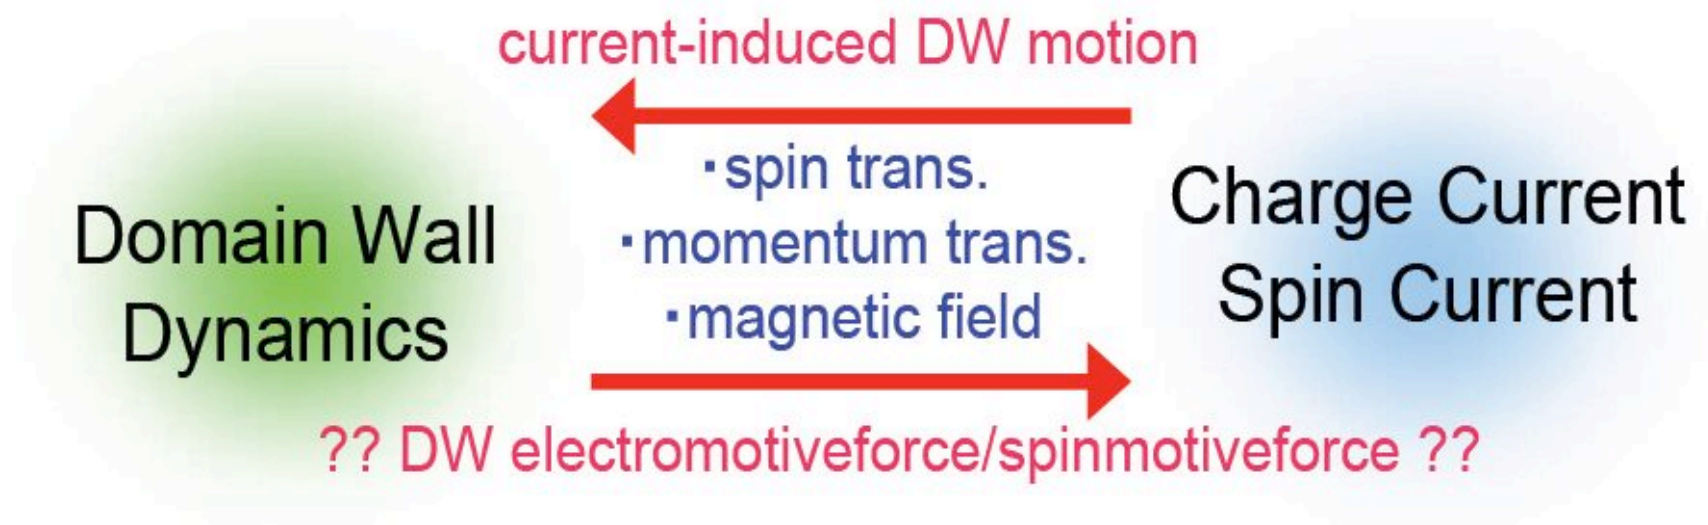 current-induced DW motion
・spin trans.
・momentum trans.
・magnetic field
Domain Wall
Dynamics
Charge Current
Spin Current
?? DW electromotiveforce/spinmotiveforce ??